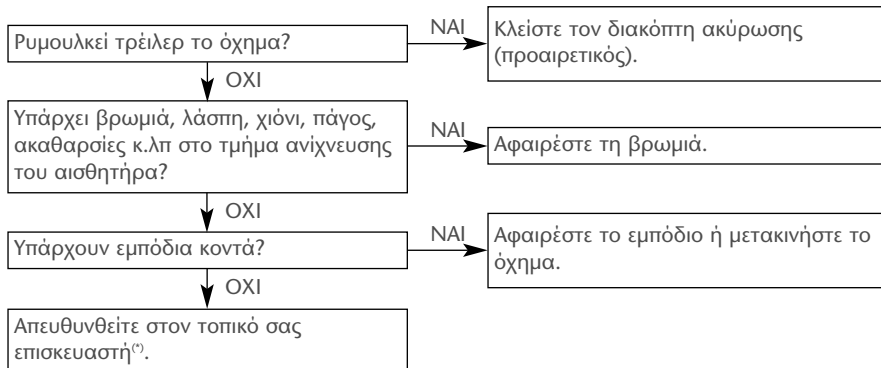 Ρυμουλκεί τρέιλερ το όχημα?
ΝΑΙ
Κλείστε τον διακόπτη ακύρωσης
(προαιρετικός).
ΟΧΙ
Υπάρχει βρωμιά, λάσπη, χιόνι, πάγος,
ακαθαρσίες κ.λπ στο τμήμα ανίχνευσης
του αισθητήρα?
ΝΑΙ
Αφαιρέστε τη βρωμιά.
ΟΧΙ
Υπάρχουν εμπόδια κοντά?
ΝΑΙ
Αφαιρέστε το εμπόδιο ή μετακινήστε το
όχημα.
ΟΧΙ
Απευθυνθείτε στον τοπικό σας
επισκευαστή(*).